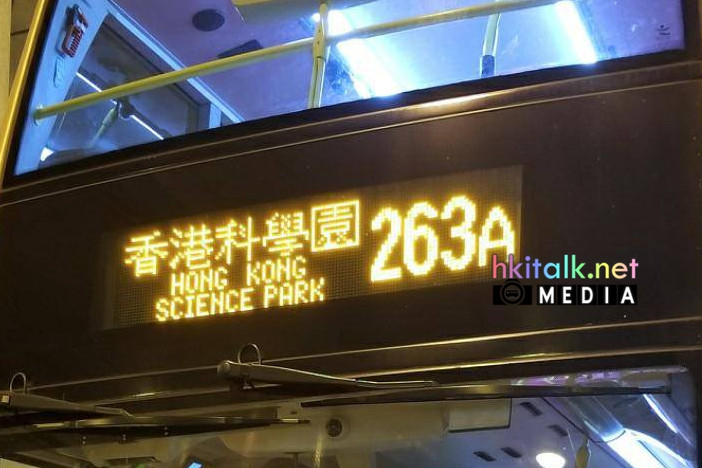 香港科學園
HONG KONG
SCIENCE PARK
263A
hkitalk.net
MEDIA